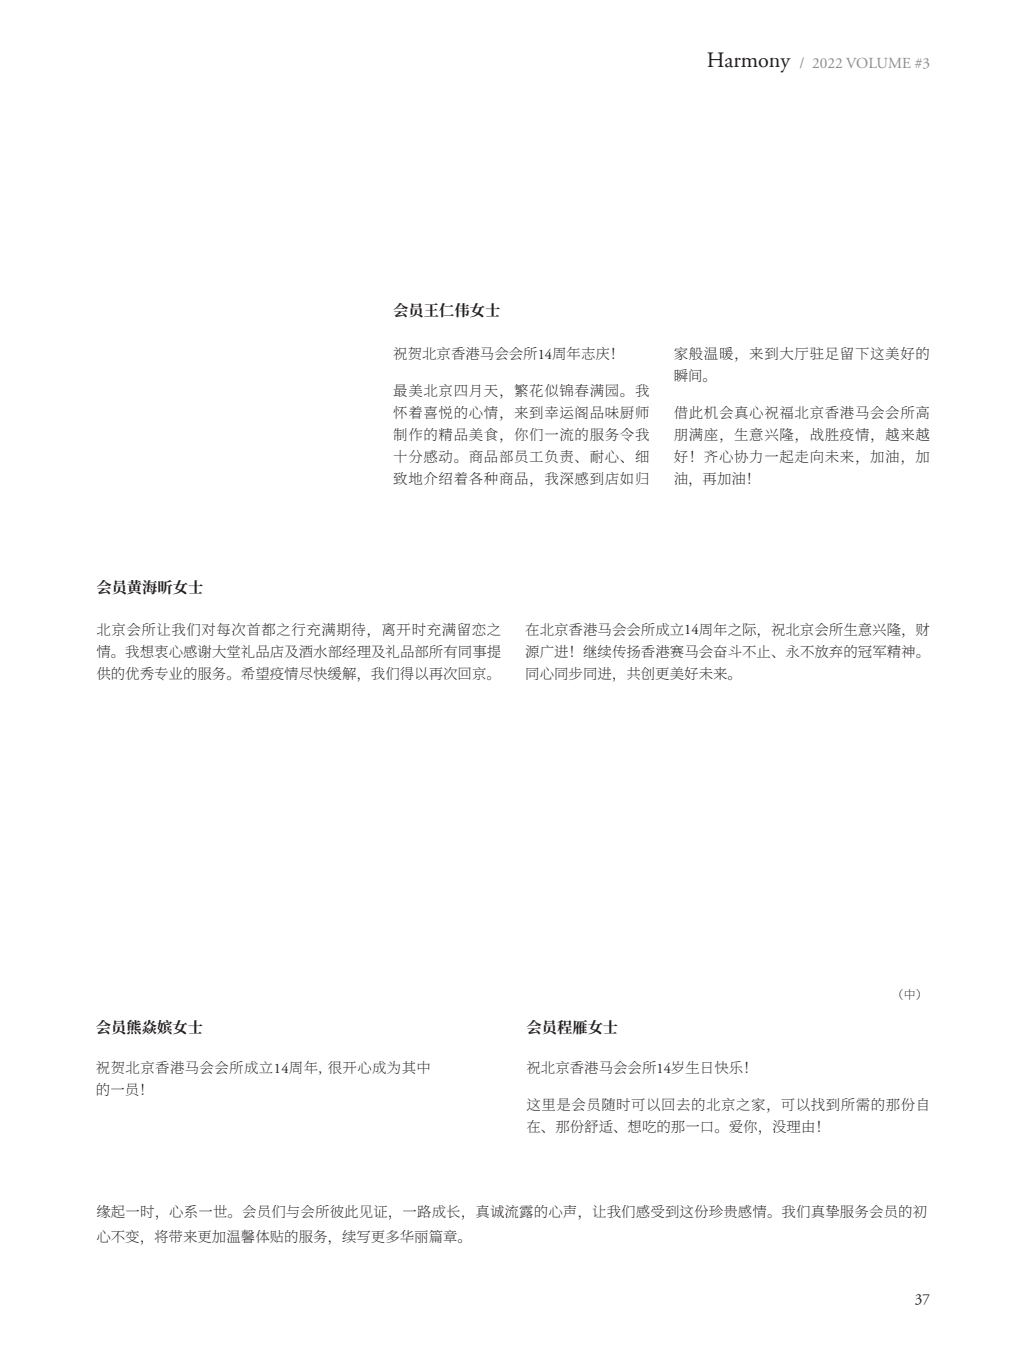 Harmony / 2022 VOLUME #3
会员王仁伟女士
祝贺北京香港马会会所14周年志庆！
最美北京四月天，繁花似锦春满园。我
怀着喜悦的心情，来到幸运阁品味厨师
制作的精品美食，你们一流的服务令我
十分感动。商品部员工负责、耐心、细
致地介绍着各种商品，我深感到店如归
家般温暖，来到大厅驻足留下这美好的
瞬间。
借此机会真心祝福北京香港马会会所高
朋满座，生意兴隆，战胜疫情，越来越
好！齐心协力一起走向未来，加油，加
油，再加油！
会员黄海昕女士
北京会所让我们对每次首都之行充满期待，离开时充满留恋之
情。我想衷心感谢大堂礼品店及酒水部经理及礼品部所有同事提
供的优秀专业的服务。希望疫情尽快缓解，我们得以再次回京。
在北京香港马会会所成立14周年之际，祝北京会所生意兴隆，财
源广进！继续传扬香港赛马会奋斗不止、永不放弃的冠军精神。
同心同步同进，共创更美好未来。
（中）
会员熊焱嫔女士
祝贺北京香港马会会所成立14周年, 很开心成为其中
的一员！
会员程雁女士
祝北京香港马会会所14岁生日快乐！
这里是会员随时可以回去的北京之家，可以找到所需的那份自
在、那份舒适、想吃的那一口。爱你，没理由！
缘起一时，心系一世。会员们与会所彼此见证，一路成长，真诚流露的心声，让我们感受到这份珍贵感情。我们真挚服务会员的初
心不变，将带来更加温馨体贴的服务，续写更多华丽篇章。
37